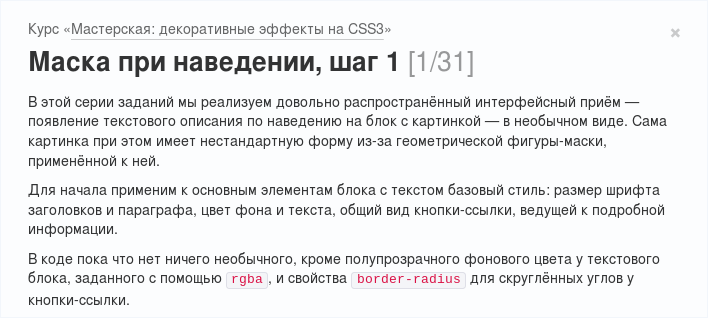 Курс «Мастерская: декоративные эффекты на CSS3»
×
Маска при наведении, шаг 1 [1/31]
В этой серии заданий мы реализуем довольно распространённый интерфейсный приём —
появление текстового описания по наведению на блок с картинкой — в необычном виде. Сама
картинка при этом имеет нестандартную форму из-за геометрической фигуры-маски,
применённой к ней.
Для начала применим к основным элементам блока с текстом базовый стиль: размер шрифта
заголовков и параграфа, цвет фона и текста, общий вид кнопки-ссылки, ведущей к подробной
информации.
В коде пока что нет ничего необычного, кроме полупрозрачного фонового цвета у текстового
блока, заданного с помощью rgba, и свойства border-radius для скруглённых углов у
кнопки-ссылки.